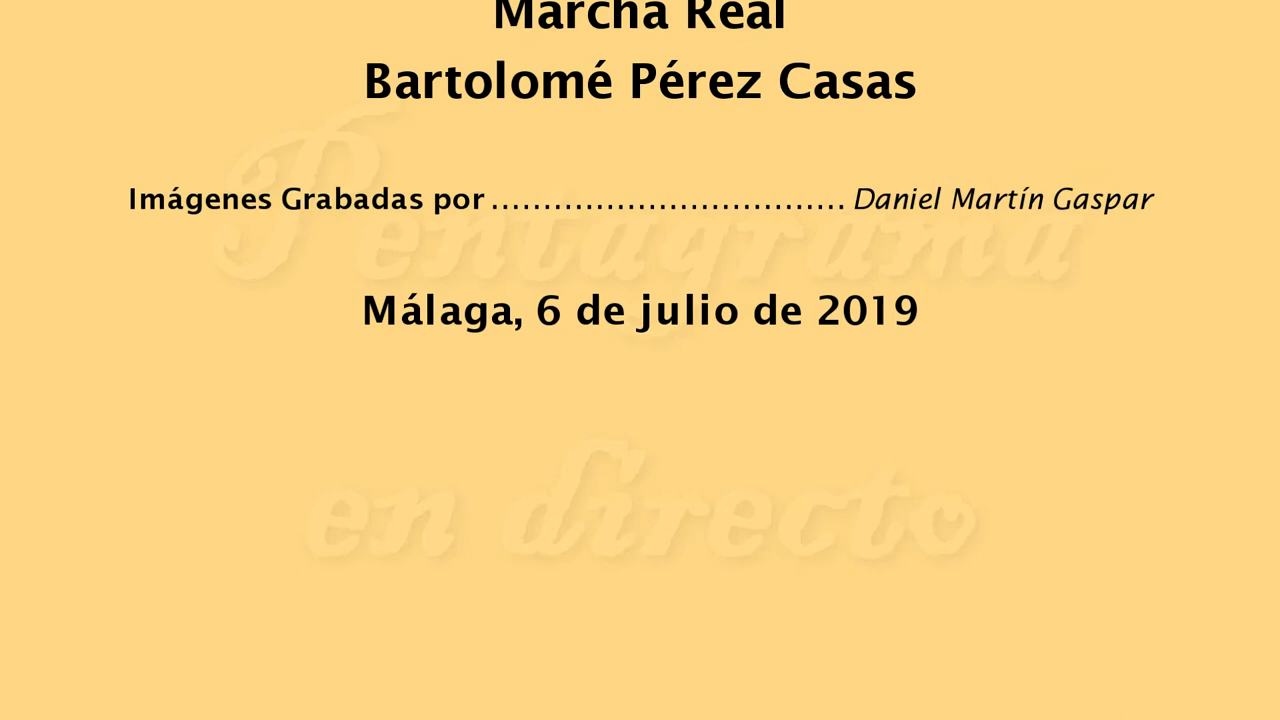 Marcha Real
Bartolomé Pérez Casas
Imágenes Grabadas por .................................. Daniel Martín Gaspar
Pentagrama
Málaga, 6 de julio de 2019
en directo